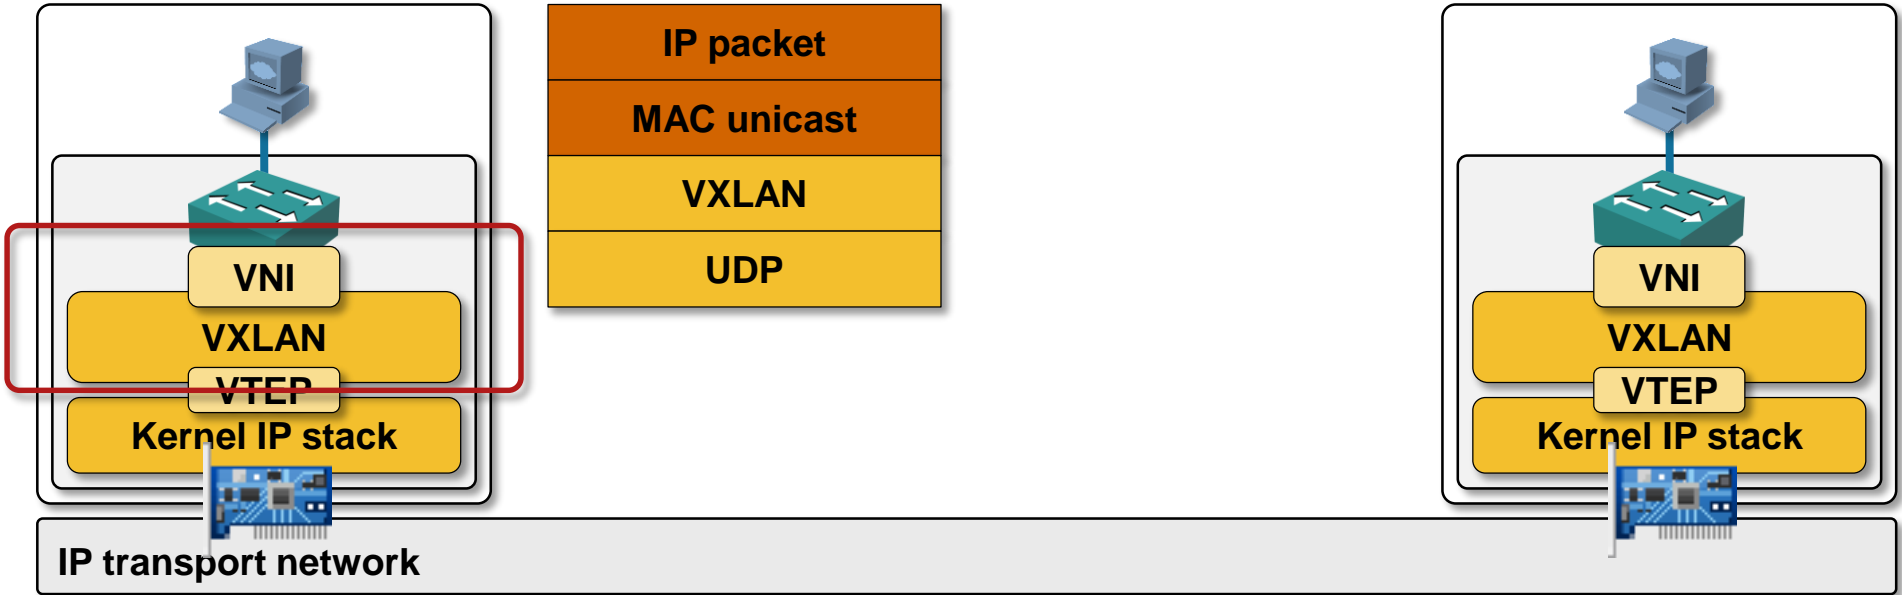 IP packet
MAC unicast
VXLAN
UDP
VNI
VXLAN
VTEP
Kernel IP stack
VNI
VXLAN
VTEP
Kernel IP stack
IP transport network